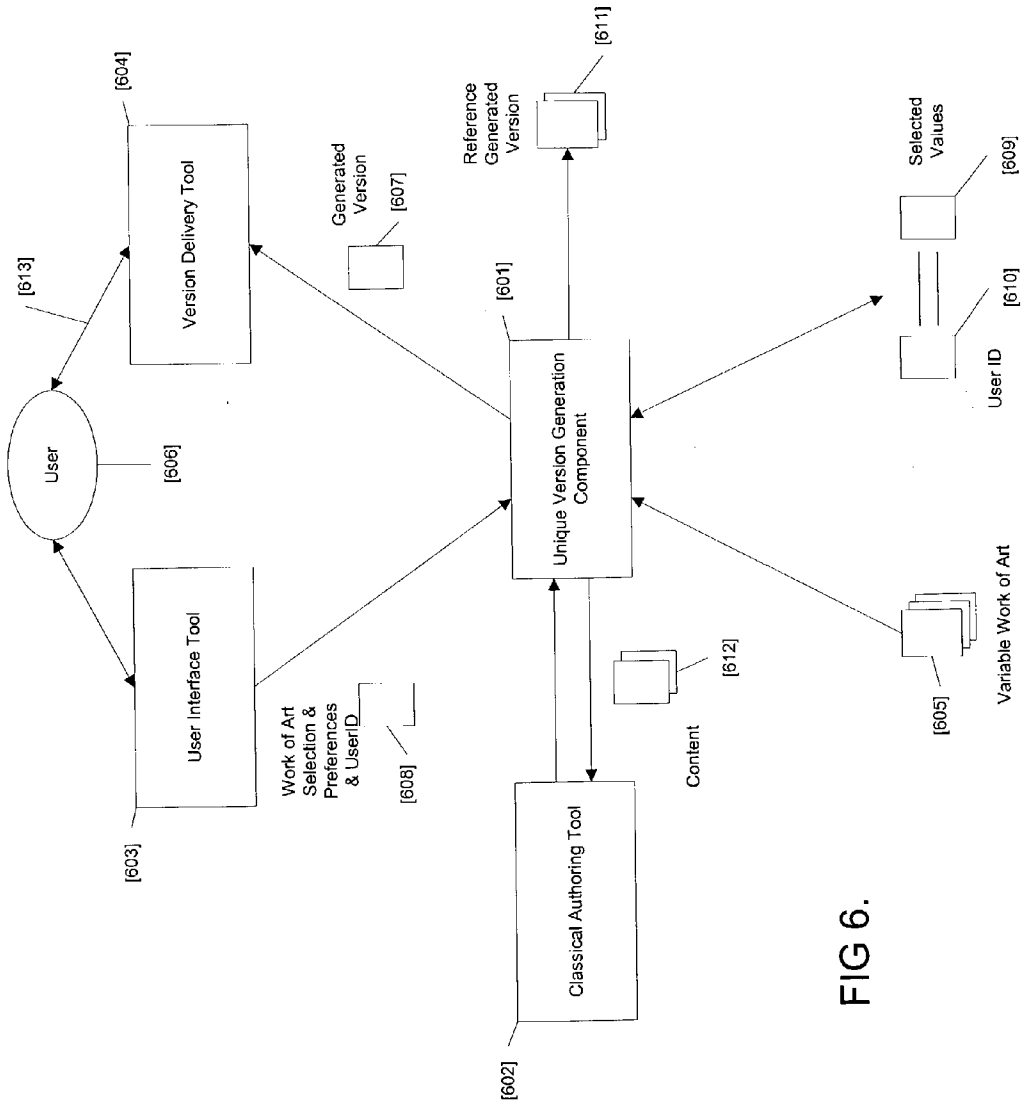 User
[606]
[613]
[603]
User Interface Tool
[604]
Version Delivery Tool
Work of Art
Selection &
Preferences
& UserID
[608]
Generated
Version
[607]
[602]
Classical Authoring Tool
Content
[612]
[601]
Unique Version Generation
Component
Reference
Generated
Version
[611]
[605]
Variable Work of Art
User ID
[610]
Selected
Values
[609]
FIG 6.